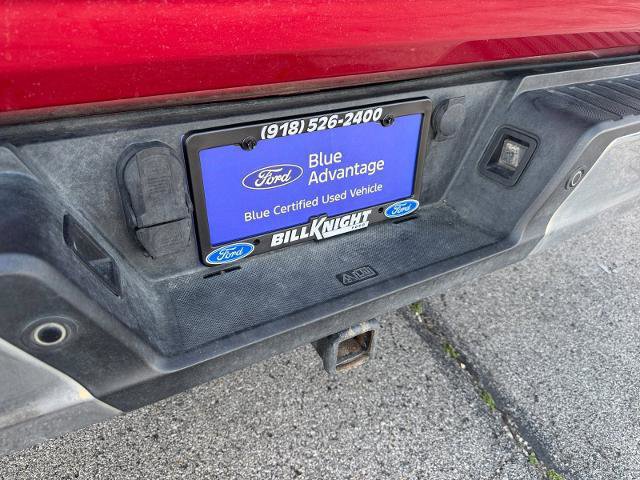 (918) 526-2400
Ford
Blue
Advantage
Blue Certified Used Vehicle
Ford
BILL KNIGHT
Ford